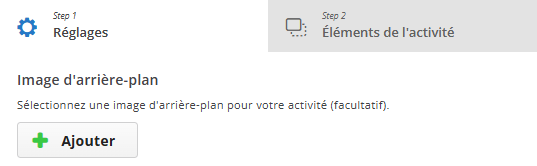 Step 1
Réglages
Step 2
Éléments de l'activité
Image d'arrière-plan
Sélectionnez une image d'arrière-plan pour votre activité (facultatif).
Ajouter